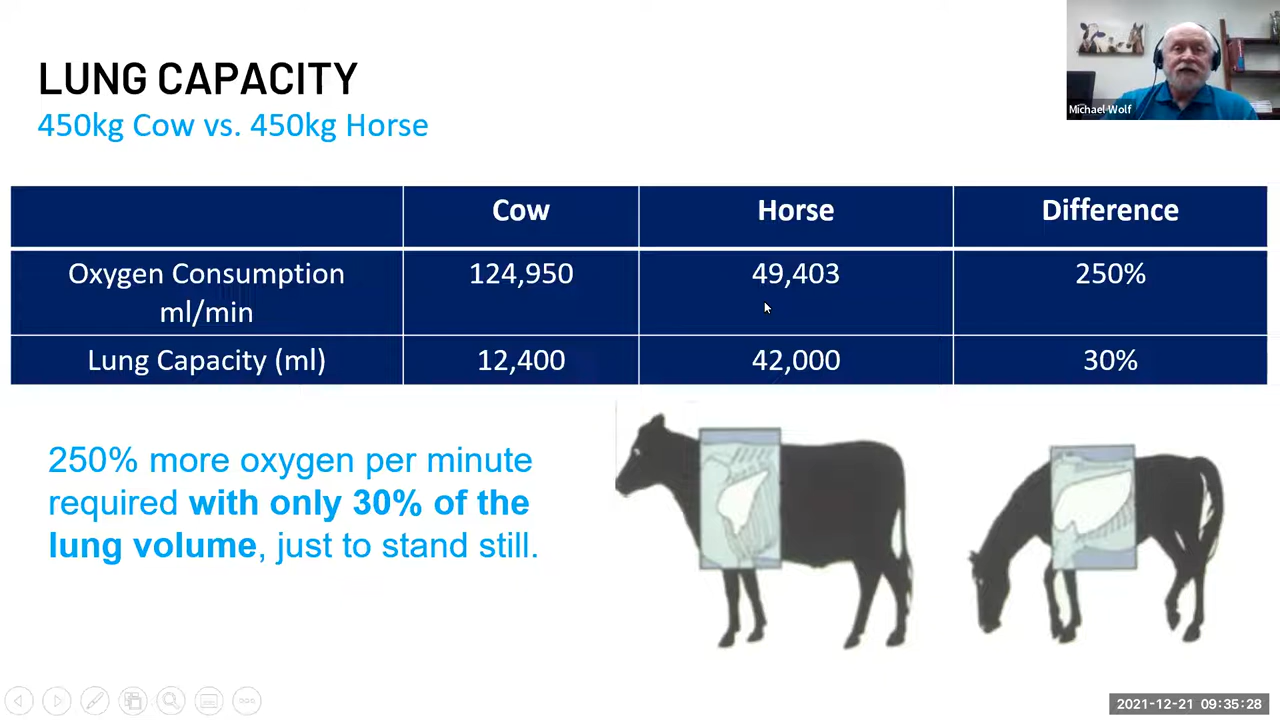 LUNG CAPACITY
450kg Cow vs. 450kg Horse
Michael Wolf
Cow Horse Difference
Oxygen Consumption 124,950 49,403 250%
ml/min
Lung Capacity (ml) 12,400 42,000 30%
250% more oxygen per minute
required with only 30% of the
lung volume, just to stand still.
2021-12-21 09:35:28